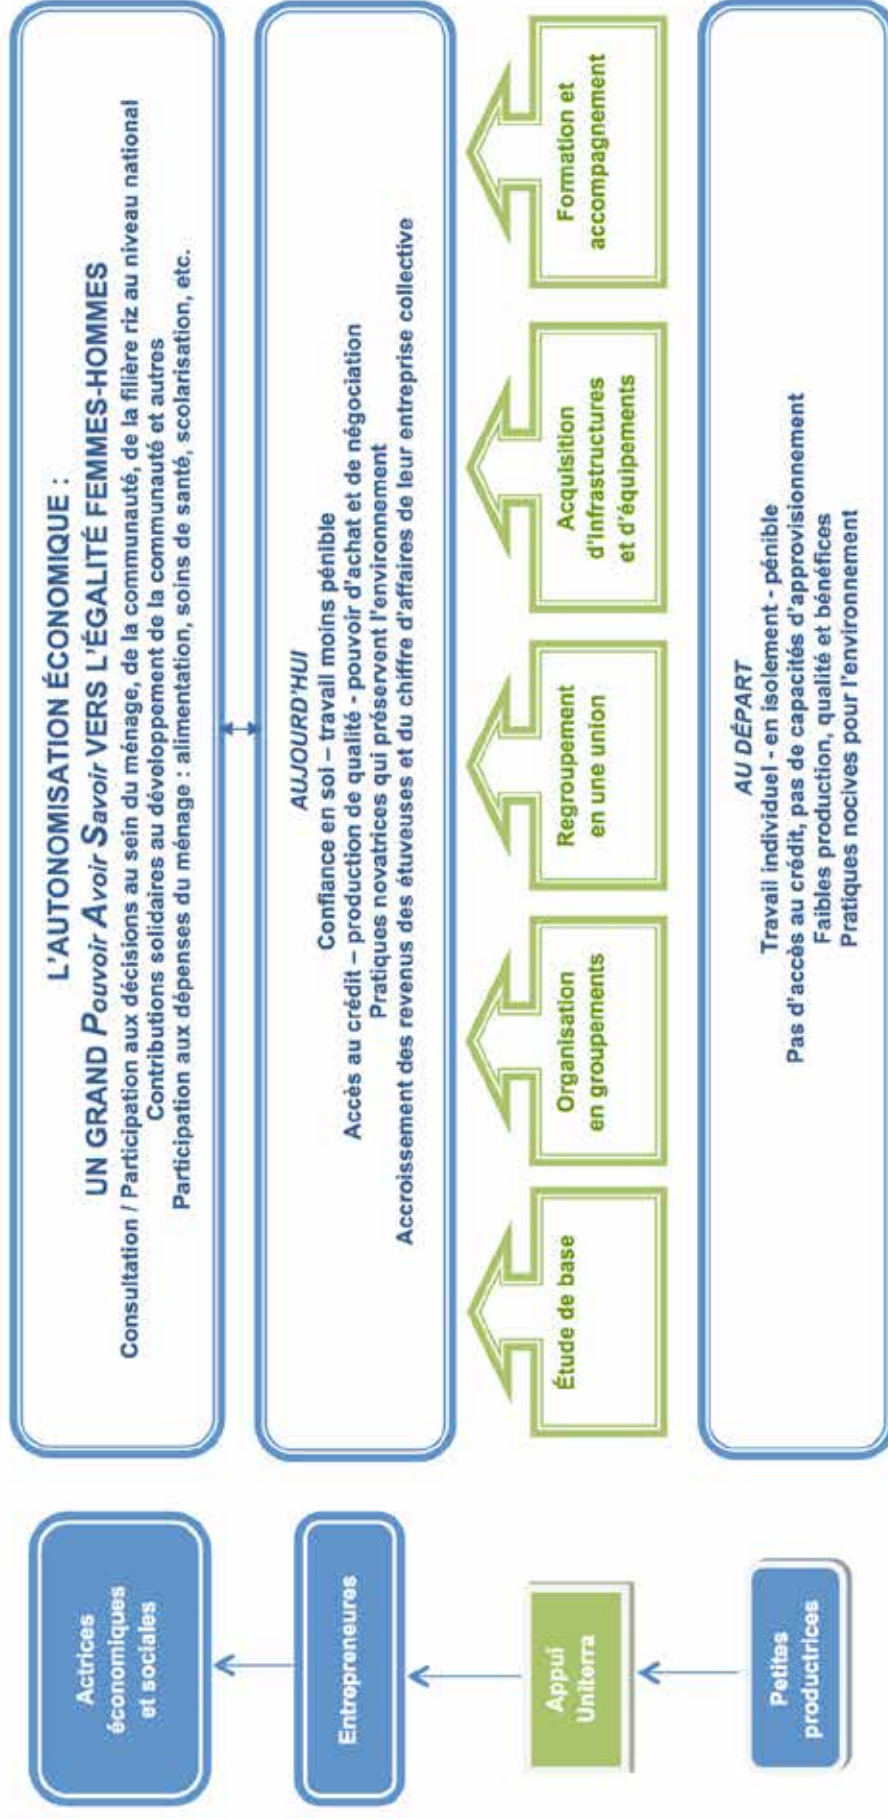 Actrices
économiques
et sociales
L'AUTONOMISATION ÉCONOMIQUE :
UN GRAND Pouvoir Avoir Savoir VERS L'ÉGALITÉ FEMMES-HOMMES
Consultation / Participation aux décisions au sein du ménage, de la communauté, de la filière riz au niveau national
Contributions solidaires au développement de la communauté et autres
Participation aux dépenses du ménage : alimentation, soins de santé, scolarisation, etc.
Entrepreneures
AUJOURD'HUI
Confiance en soi – travail moins pénible
Accès au crédit – production de qualité - pouvoir d'achat et de négociation
Pratiques novatrices qui préservent l'environnement
Accroissement des revenus des étuveuses et du chiffre d'affaires de leur entreprise collective
Appui
Uniterra
Étude de base
Organisation
en groupements
Regroupement
en une union
Acquisition
d'infrastructures
et d'équipements
Formation et
accompagnement
Petites
productrices
AU DÉPART
Travail individuel - en isolement - pénible
Pas d'accès au crédit, pas de capacités d'approvisionnement
Faibles production, qualité et bénéfices
Pratiques nocives pour l'environnement